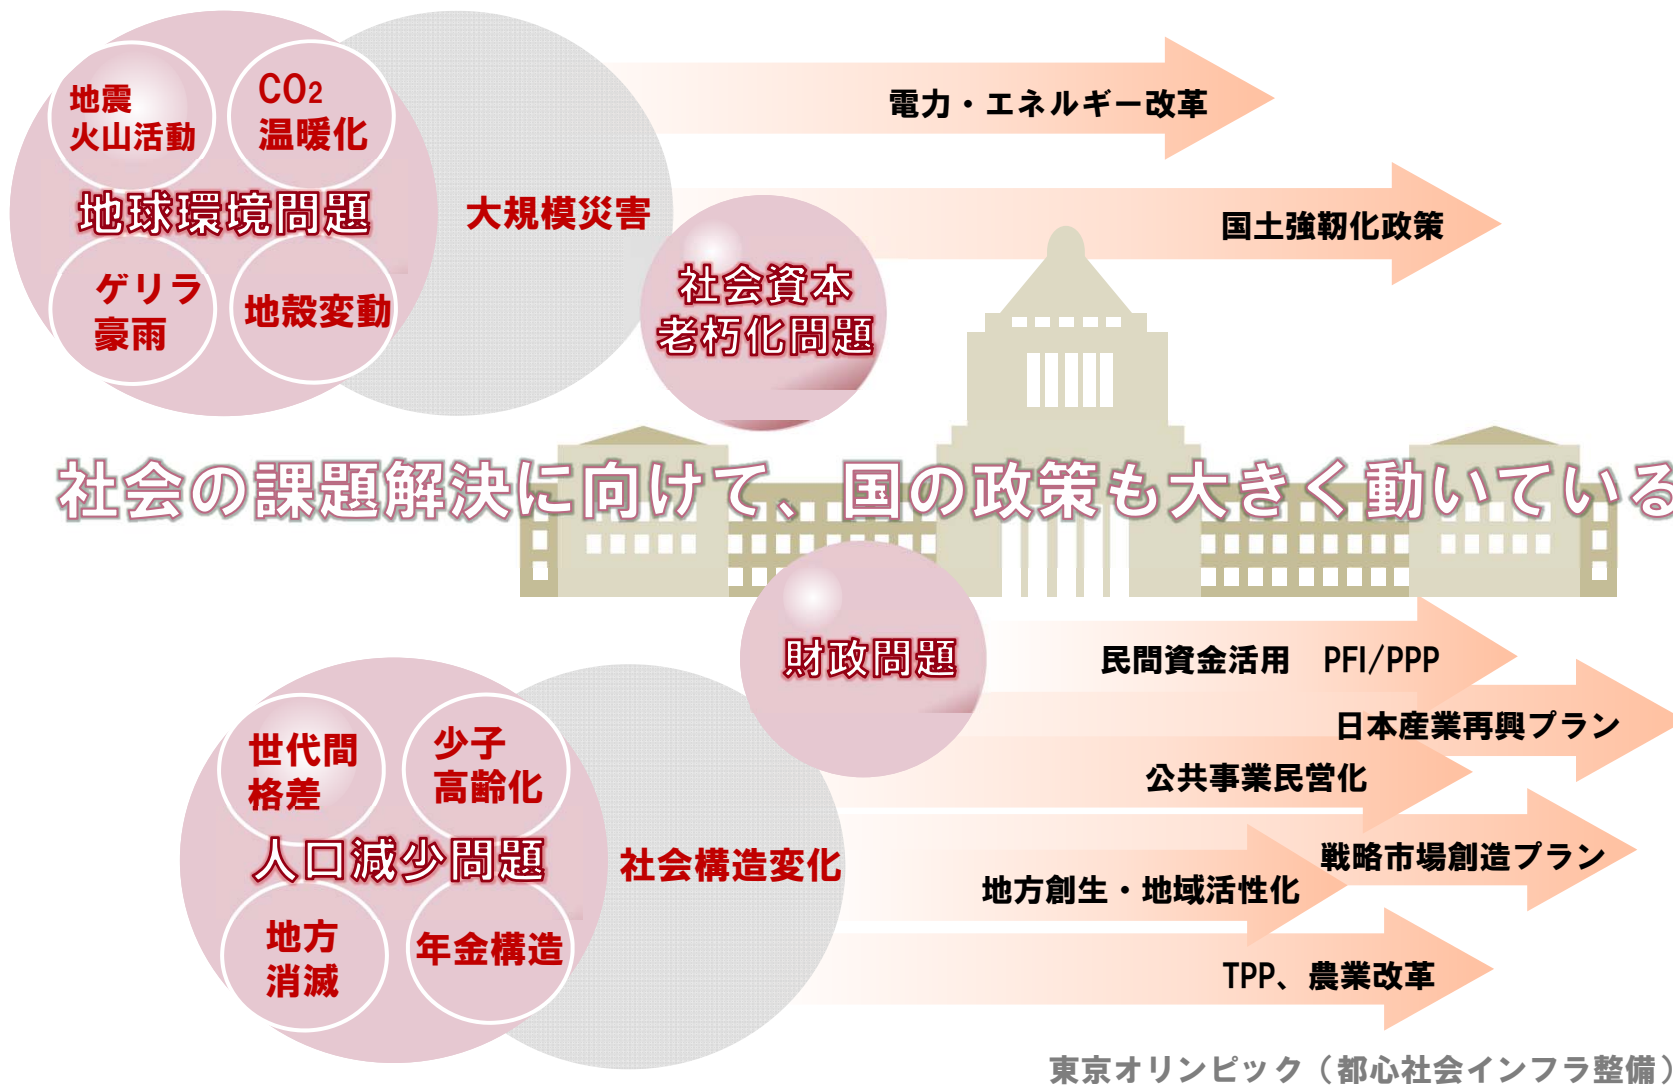 地震
火山活動
CO2
温暖化
地球環境問題
ゲリラ
豪雨
地殻変動
大規模災害
社会資本
老朽化問題
電力・エネルギー改革
国土強靭化政策
社会の課題解決に向けて、国の政策も大きく動いている
財政問題
世代間
格差
少子
高齢化
人口減少問題
地方
消滅
年金構造
社会構造変化
民間資金活用　PFI/PPP
日本産業再興プラン
公共事業民営化
戦略市場創造プラン
地方創生・地域活性化
TPP、農業改革
東京オリンピック（都心社会インフラ整備）